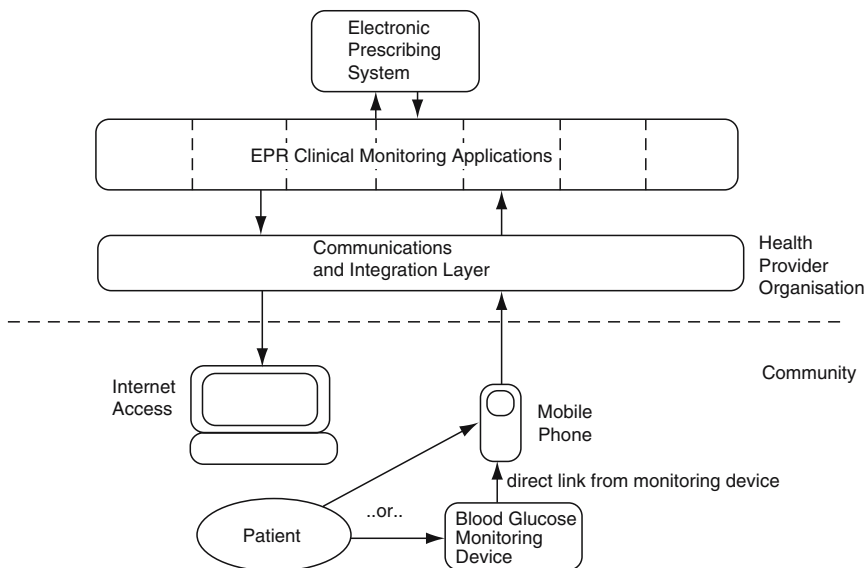 Electronic
Prescribing
System
EPR Clinical Monitoring Applications
Communications
and Integration Layer
Health
Provider
Organisation
Community
Internet
Access
Mobile
Phone
direct link from monitoring device
..or..
Patient
Blood Glucose
Monitoring
Device